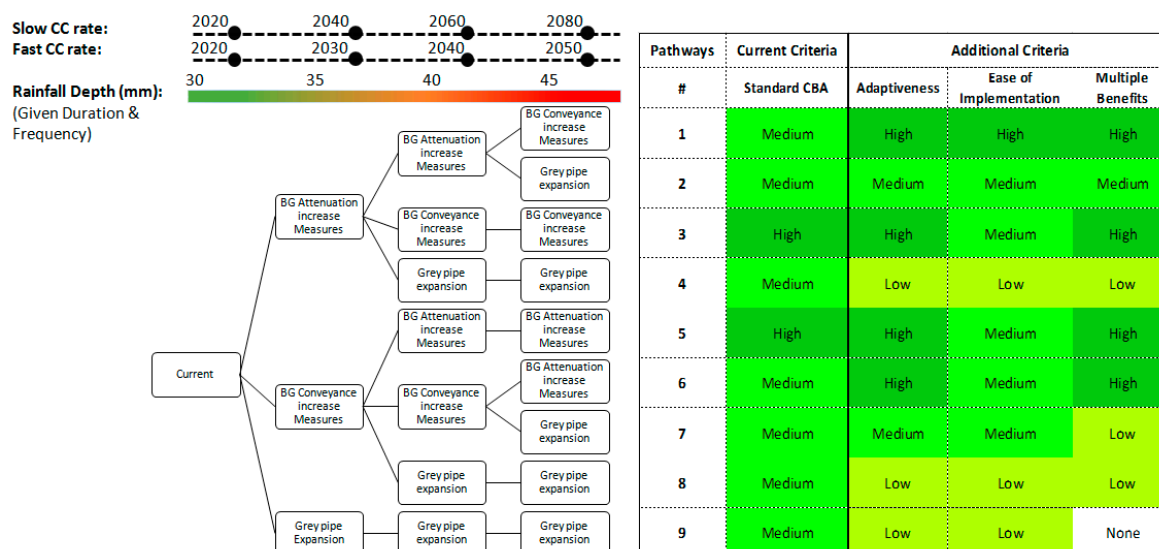 Slow CC rate:
2020 2040 2060 2080
Fast CC rate:
2020 2030 2040 2050
Rainfall Depth (mm):
30 35 40 45
(Given Duration &
Frequency)
Current
BG Attenuation
increase
Measures
BG Conveyance
increase
Measures
Grey pipe
Expansion
BG Attenuation
increase
Measures
BG Conveyance
increase
Measures
Grey pipe
expansion
BG Attenuation
increase
Measures
BG Conveyance
increase
Measures
Grey pipe
expansion
Grey pipe
expansion
BG Conveyance
increase
Measures
Grey pipe
expansion
BG Conveyance
increase
Measures
Grey pipe
expansion
BG Attenuation
increase
Measures
BG Attenuation
increase
Measures
Grey pipe
expansion
Grey pipe
expansion
Grey pipe
expansion
Pathways Current Criteria Additional Criteria
# Standard CBA Adaptiveness Ease of Implementation Multiple Benefits
1 Medium High High High
2 Medium Medium Medium Medium
3 High High Medium High
4 Medium Low Low Low
5 High High Medium High
6 Medium High Medium High
7 Medium Medium Medium Low
8 Medium Low Low Low
9 Medium Low Low None